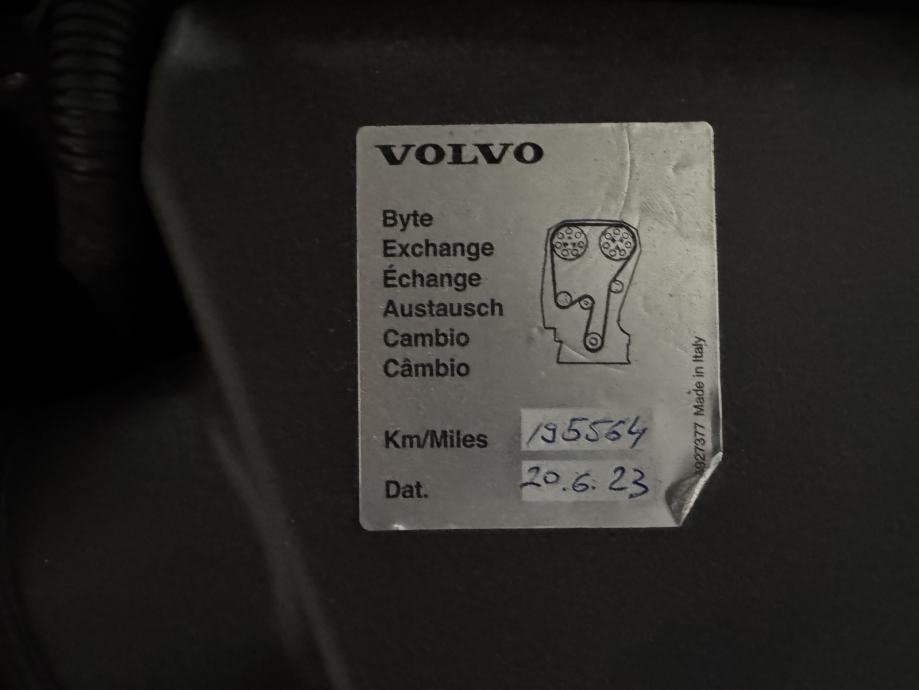 VOLVO
Byte
Exchange
Échange
Austausch
Cambio
Câmbio
Km/Miles 195564
Dat. 20.6.23
Made in Italy